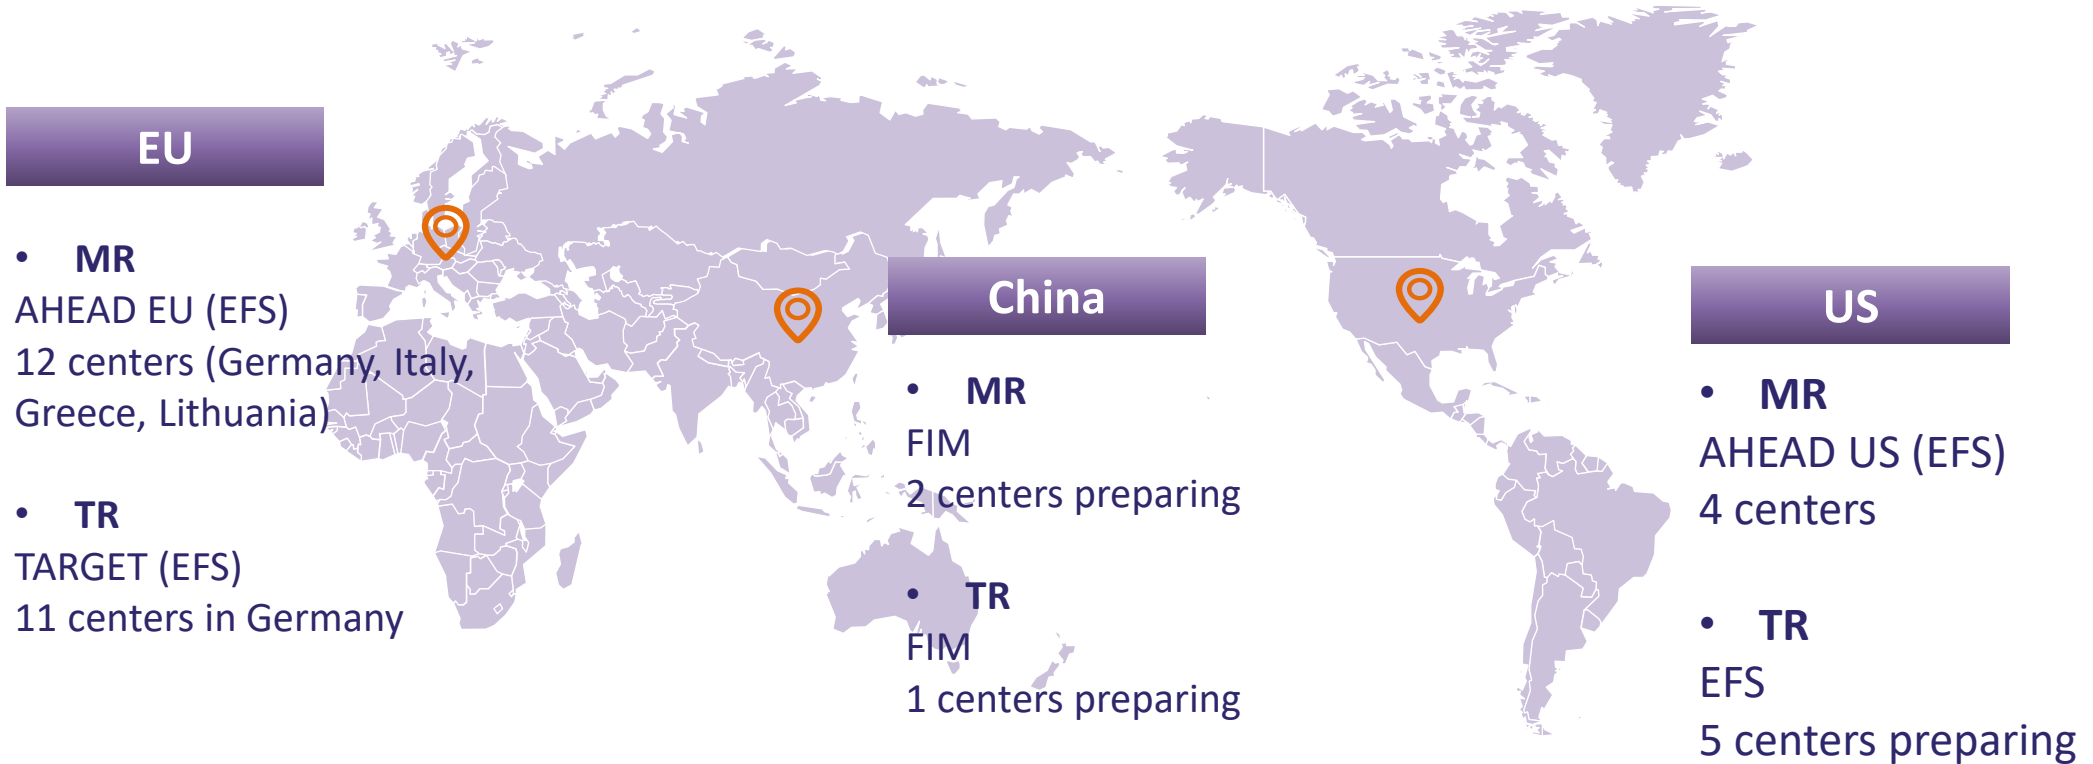 EU
• MR
AHEAD EU (EFS)
12 centers (Germany, Italy,
Greece, Lithuania)
• TR
TARGET (EFS)
11 centers in Germany
China
• MR
FIM
2 centers preparing
• TR
FIM
1 centers preparing
US
• MR
AHEAD US (EFS)
4 centers
• TR
EFS
5 centers preparing